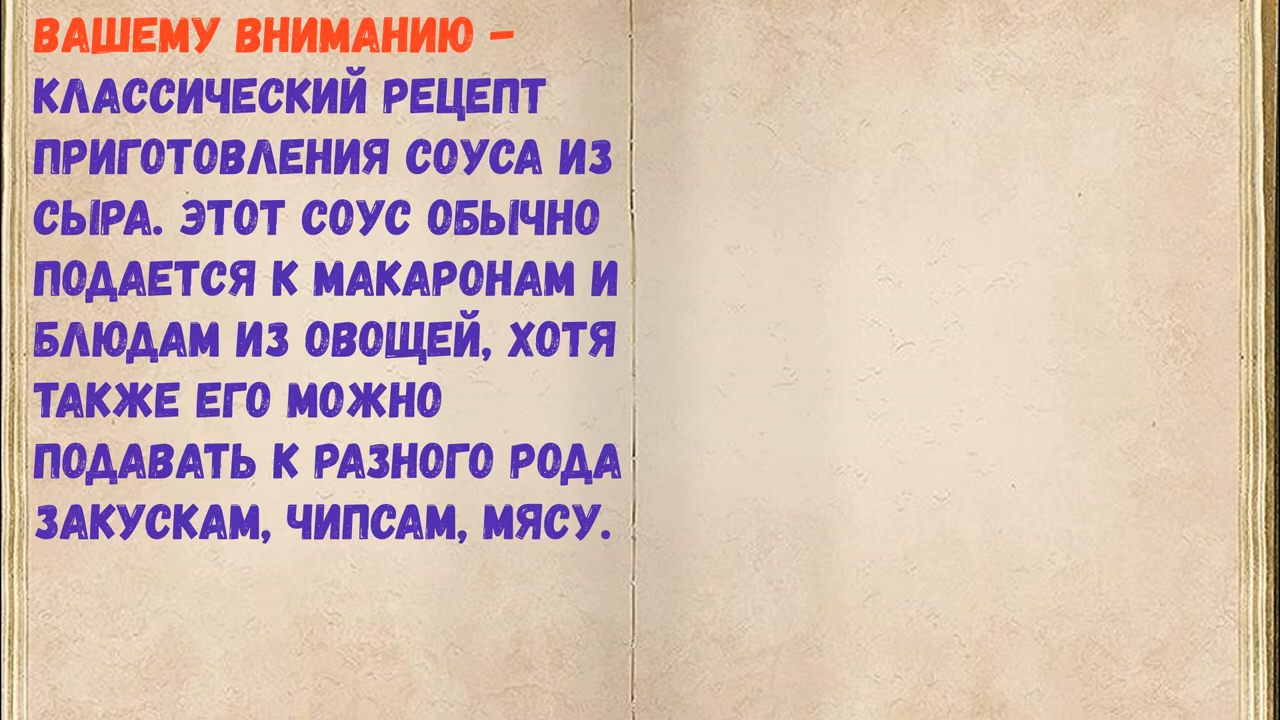 ВАШЕМУ ВНИМАНИЮ –
КЛАССИЧЕСКИЙ РЕЦЕПТ
ПРИГОТОВЛЕНИЯ СОУСА ИЗ
СЫРА. ЭТОТ СОУС ОБЫЧНО
ПОДАЕТСЯ К МАКАРОНАМ И
БЛЮДАМ ИЗ ОВОЩЕЙ, ХОТЯ
ТАКЖЕ ЕГО МОЖНО
ПОДАВАТЬ К РАЗНОГО РОДА
ЗАКУСКАМ, ЧИПСАМ, МЯСУ.